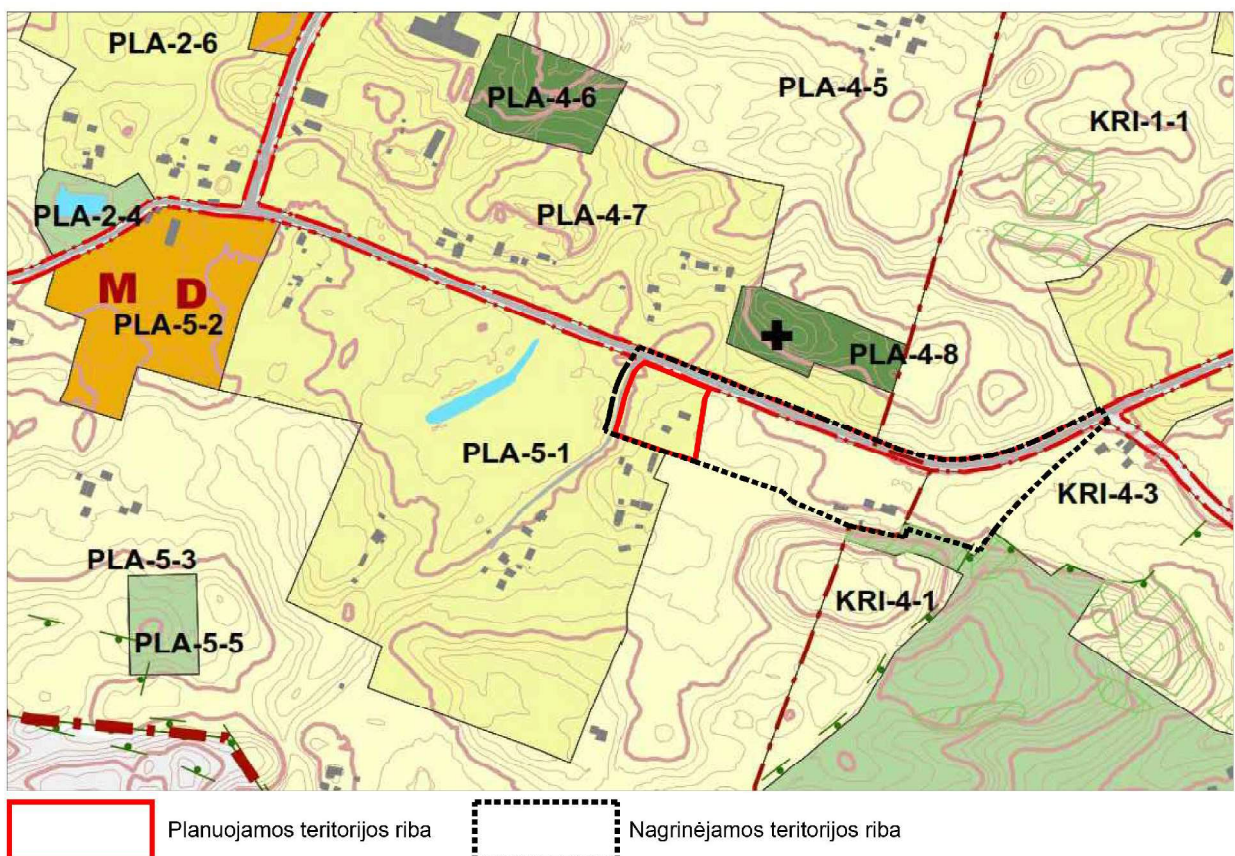 PLA-2-6
PLA-4-6
PLA-4-5
KRI-1-1
PLA-2-4
PLA-4-7
M D
PLA-5-2
PLA-4-8
PLA-5-1
KRI-4-3
PLA-5-3
KRI-4-1
PLA-5-5
Planuojamos teritorijos riba
Nagrinėjamos teritorijos riba